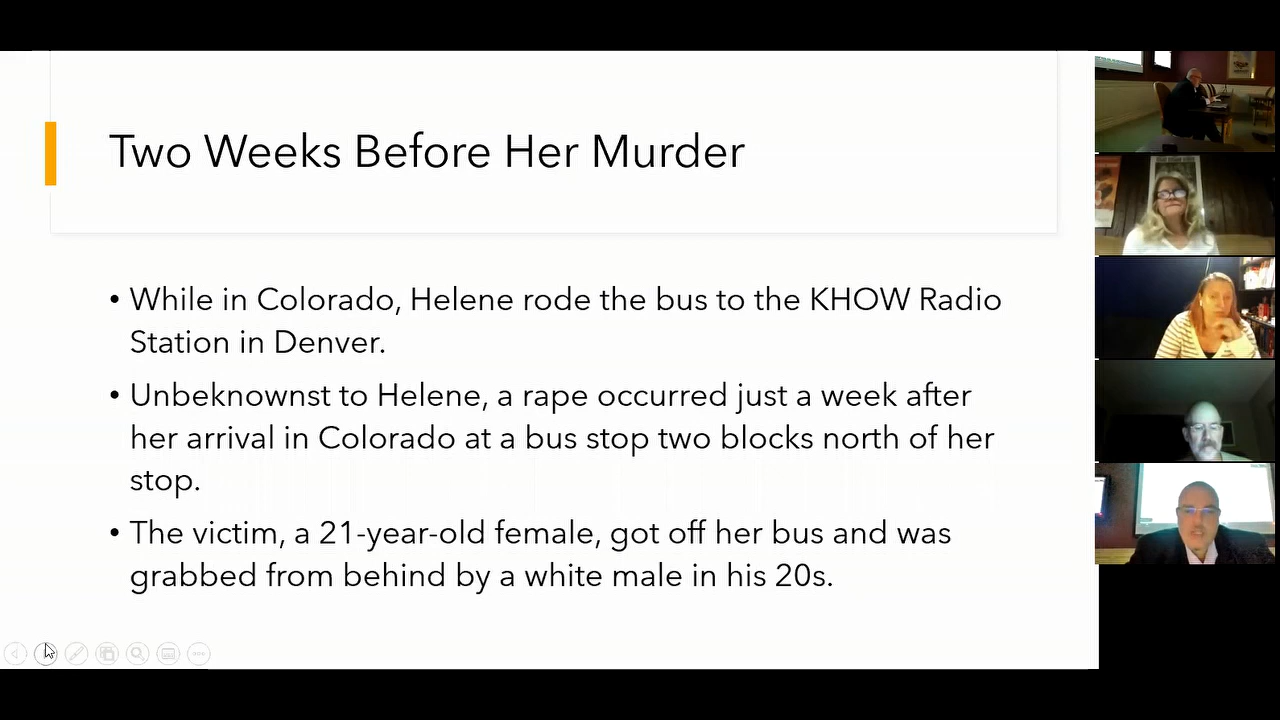 Two Weeks Before Her Murder
• While in Colorado, Helene rode the bus to the KHOW Radio
Station in Denver.
• Unbeknownst to Helene, a rape occurred just a week after
her arrival in Colorado at a bus stop two blocks north of her
stop.
• The victim, a 21-year-old female, got off her bus and was
grabbed from behind by a white male in his 20s.